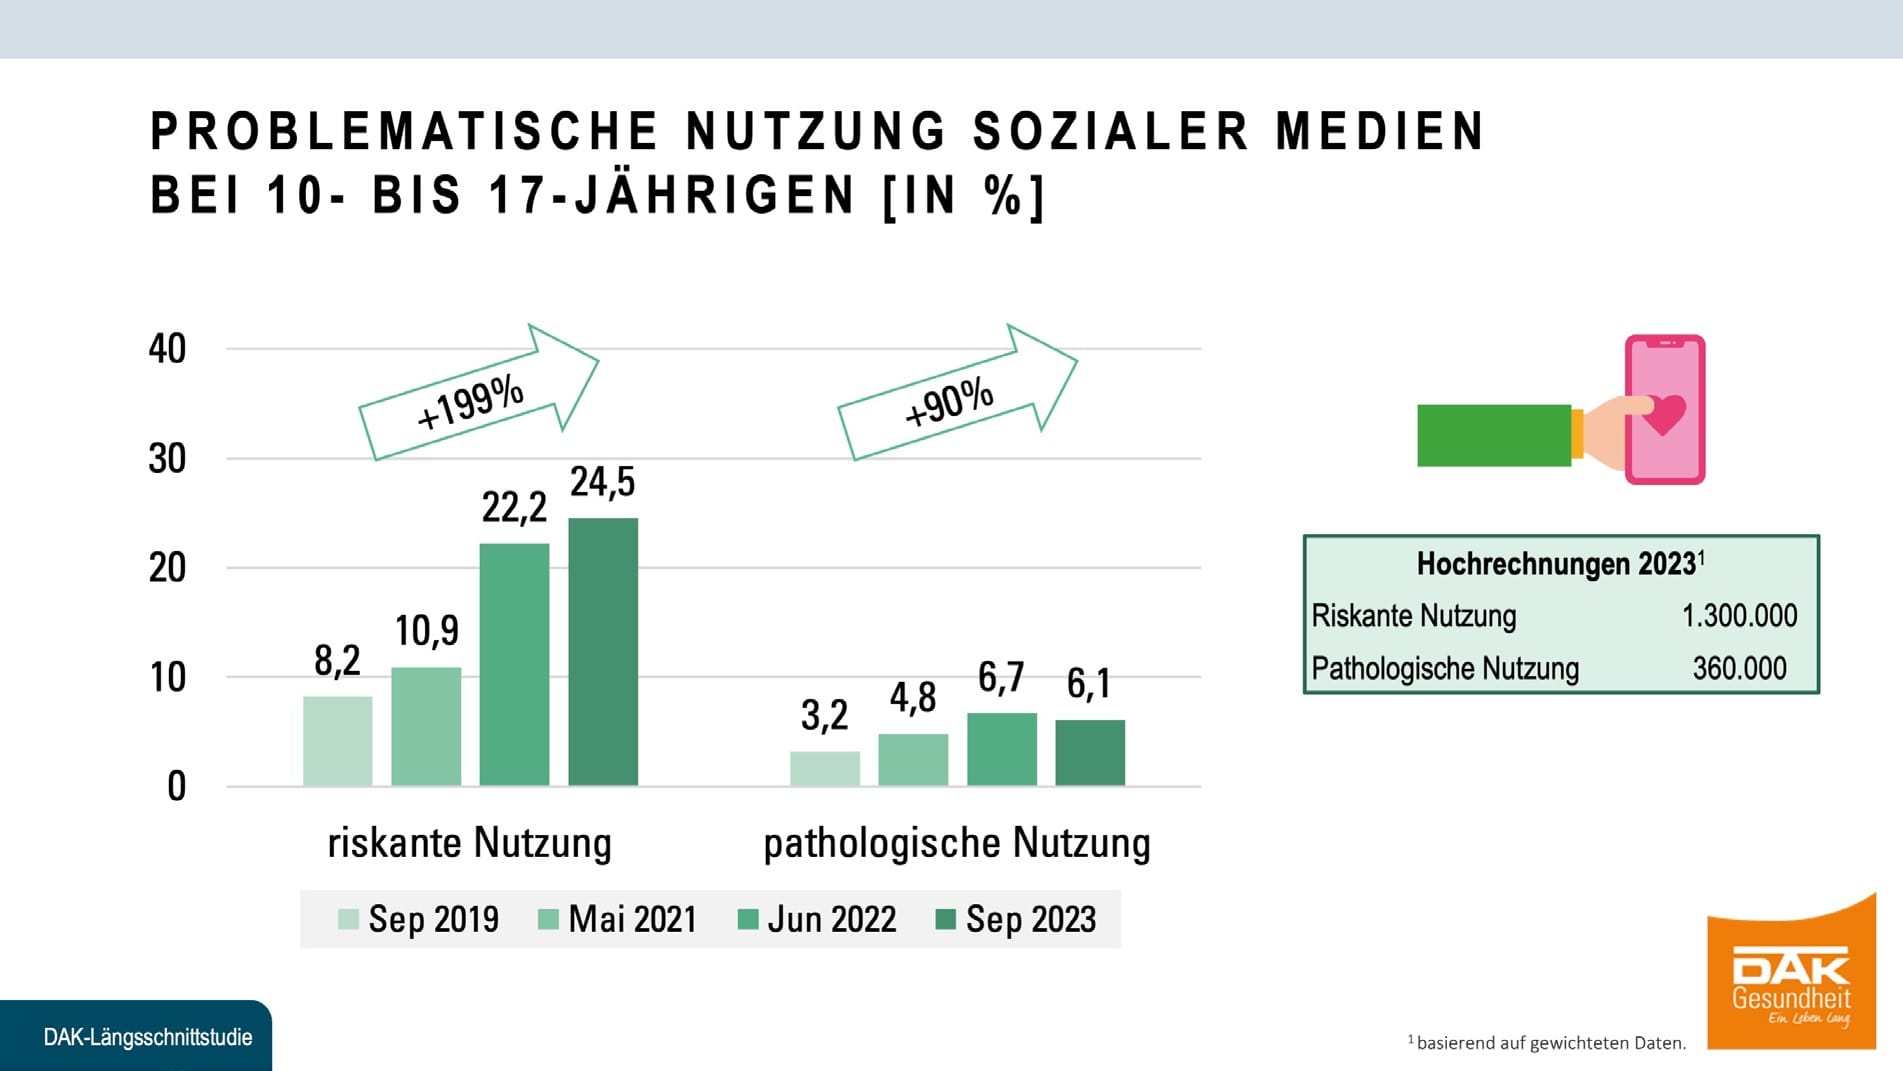 PROBLEMATISCHE NUTZUNG SOZIALER MEDIEN
BEI 10- BIS 17-JÄHRIGEN [IN %]
40
30
20
10
0
+199%
+90%
8,2
10,9
22,2
24,5
3,2
4,8
6,7
6,1
riskante Nutzung
pathologische Nutzung
Sep 2019 Mai 2021 Jun 2022 Sep 2023
Hochrechnungen 2023¹
Riskante Nutzung 1.300.000
Pathologische Nutzung 360.000
DAK
Gesundheit
Ein Leben lang
DAK-Längsschnittstudie
¹ basierend auf gewichteten Daten.